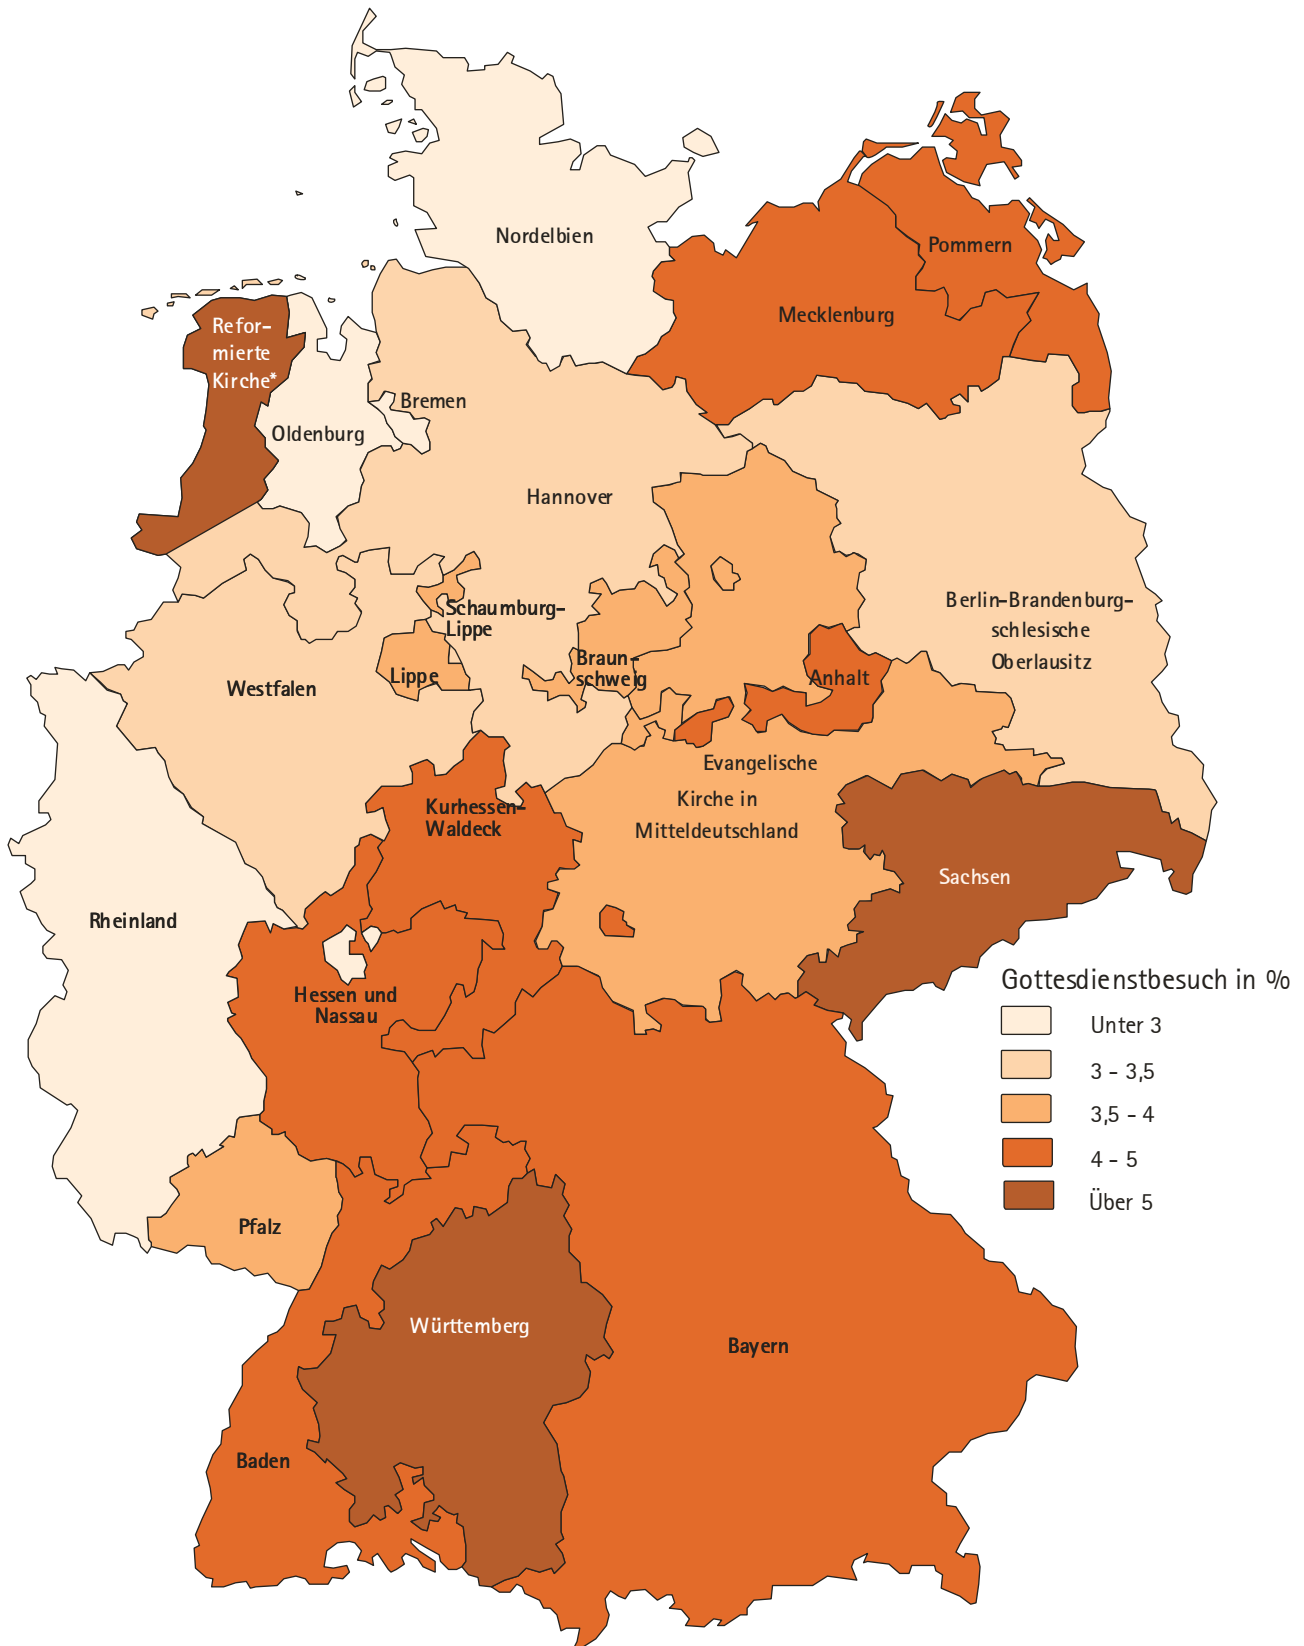 Nordelbien
Pommern
Mecklenburg
Refor-
mierte
Kirche*
Bremen
Oldenburg
Hannover
Berlin-Brandenburg-
schlesische
Oberlausitz
Schaumburg-
Lippe
Braun-
schweig
Lippe
Westfalen
Anhalt
Evangelische
Kirche in
Mitteldeutschland
Kurhessen-
Waldeck
Sachsen
Rheinland
Hessen und
Nassau
Gottesdienstbesuch in %
Unter 3
3 - 3,5
3,5 - 4
4 - 5
Über 5
Pfalz
Württemberg
Bayern
Baden